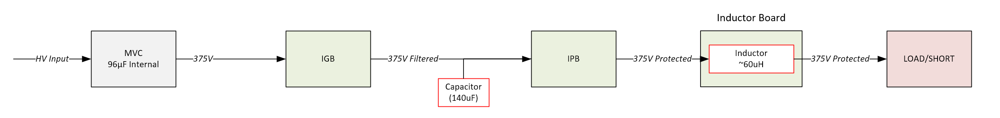 Inductor Board
HV Input
MVC
96µF Internal
375V
IGB
375V Filtered
Capacitor
(140uF)
IPB
375V Protected
Inductor
~60uH
375V Protected
LOAD/SHORT